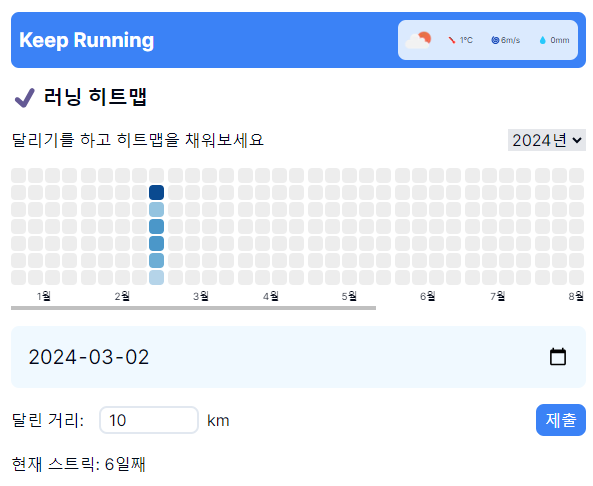 Keep Running 1°C 6m/s 0mm
러닝 히트맵
달리기를 하고 히트맵을 채워보세요 2024년
1월 2월 3월 4월 5월 6월 7월 8월
2024-03-02
달린 거리: 10 km 제출
현재 스트릭: 6일째